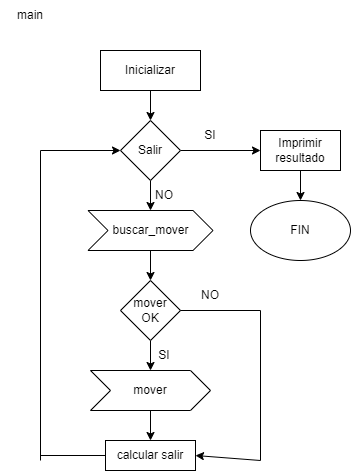 main
Inicializar
Salir
SI
Imprimir
resultado
NO
buscar_mover
FIN
mover
OK
NO
SI
mover
calcular salir